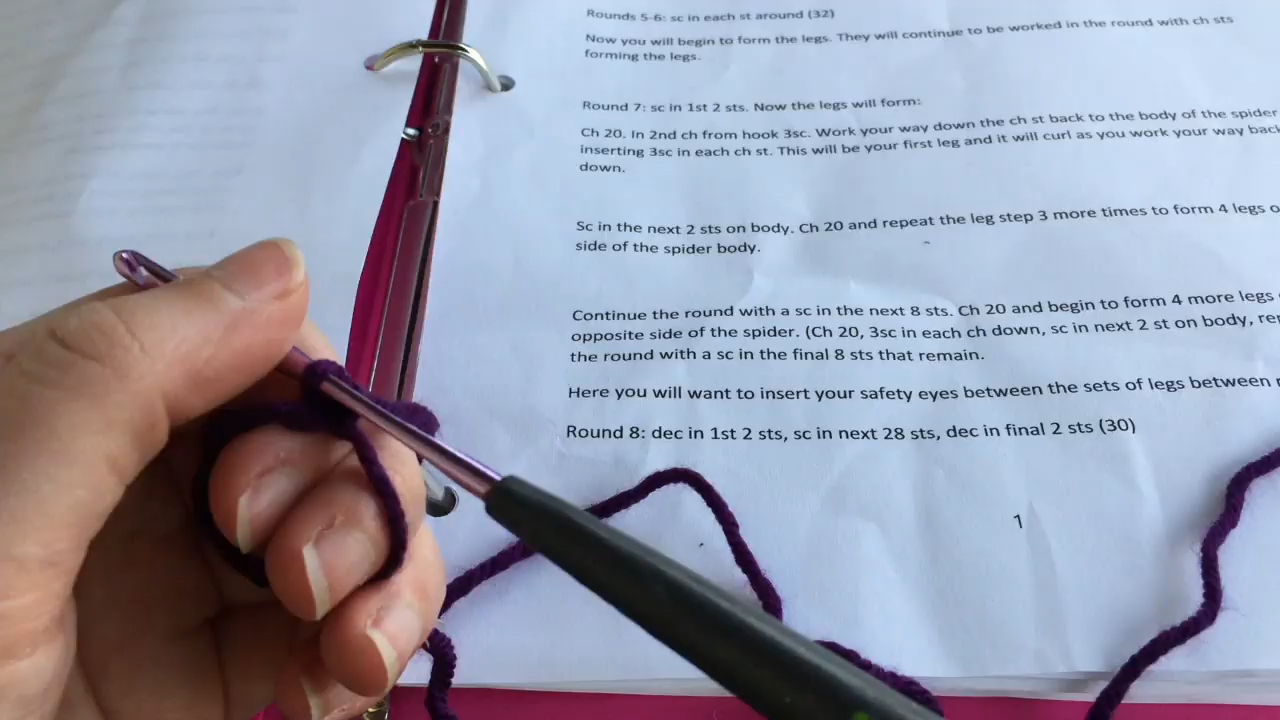 Rounds 5-6: sc in each st around (32)
Now you will begin to form the legs. They will continue to be worked in the round with ch sts
forming the legs.
Round 7: sc in 1st 2 sts. Now the legs will form:
Ch 20. In 2nd ch from hook 3sc. Work your way down the ch st back to the body of the spider
inserting 3sc in each ch st. This will be your first leg and it will curl as you work your way back
down.
Sc in the next 2 sts on body. Ch 20 and repeat the leg step 3 more times to form 4 legs
side of the spider body.
Continue the round with a sc in the next 8 sts. Ch 20 and begin to form 4 more legs
opposite side of the spider. (Ch 20, 3sc in each ch down, sc in next 2 st on body,
the round with a sc in the final 8 sts that remain.
Here you will want to insert your safety eyes between the sets of legs between
Round 8: dec in 1st 2 sts, sc in next 28 sts, dec in final 2 sts (30)
1